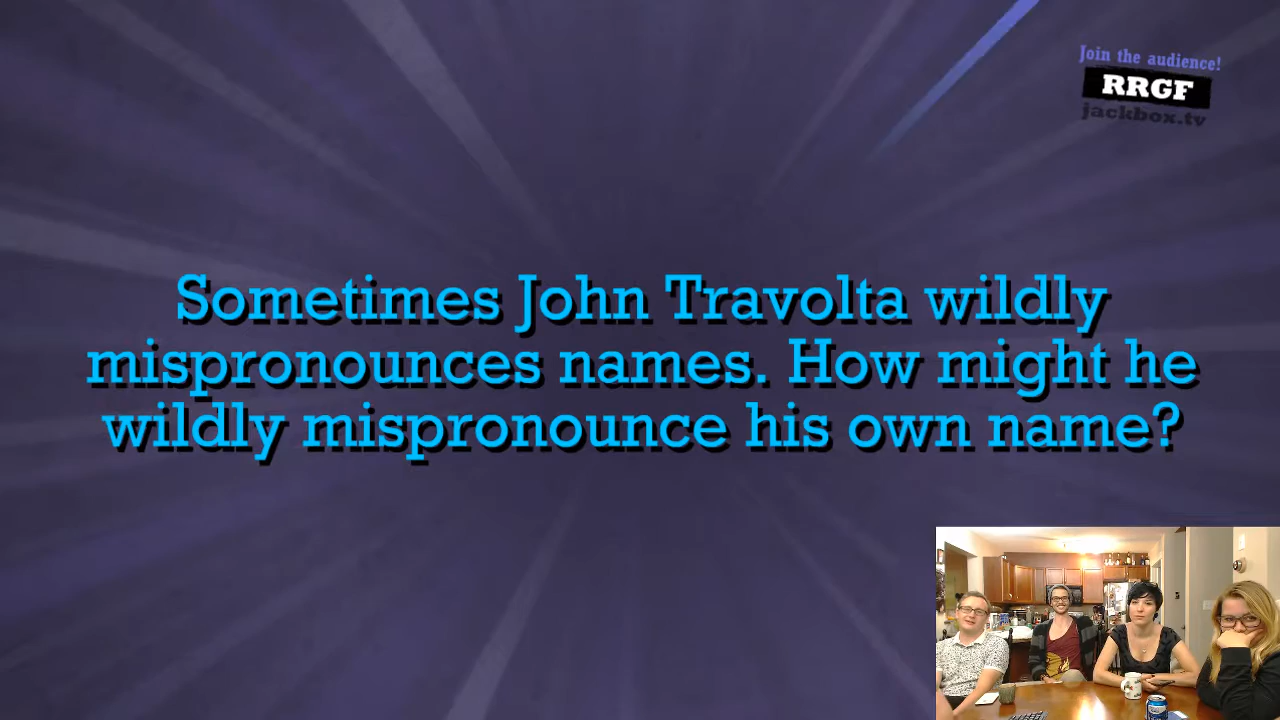 Join the audience!
RRGF
jackbox.tv
Sometimes John Travolta wildly
mispronounces names. How might he
wildly mispronounce his own name?